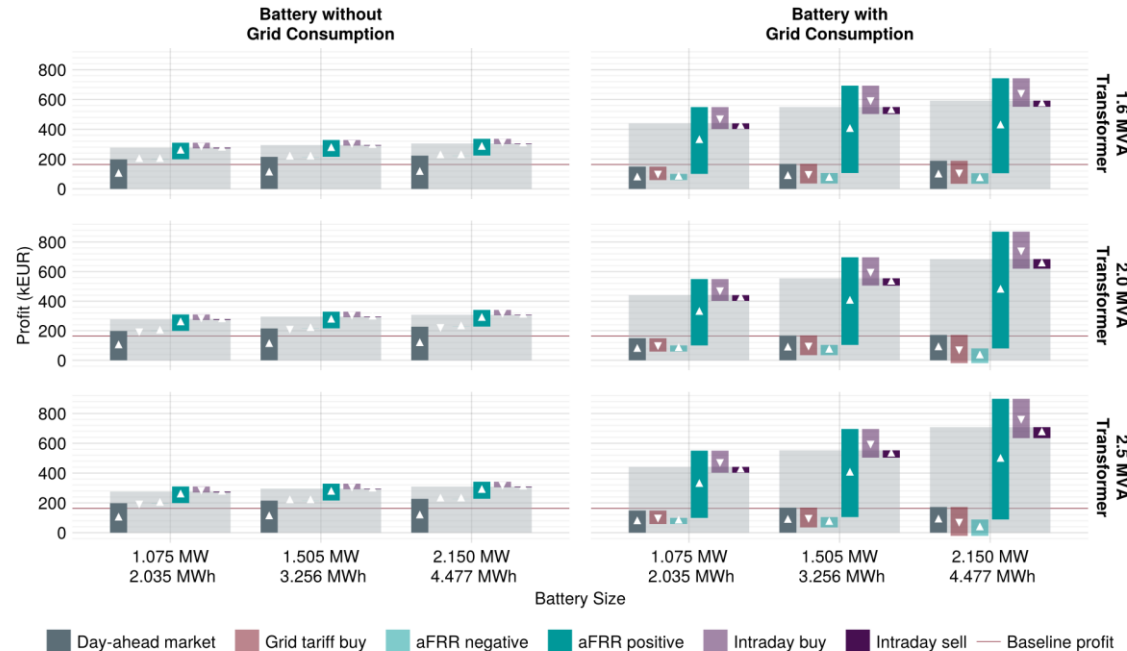 Battery without
Grid Consumption
Battery with
Grid Consumption
Profit (kEUR)
800
600
400
200
0
1.6 MVA
Transformer
800
600
400
200
0
2.0 MVA
Transformer
800
600
400
200
0
2.5 MVA
Transformer
1.075 MW
2.035 MWh
1.505 MW
3.256 MWh
2.150 MW
4.477 MWh
1.075 MW
2.035 MWh
1.505 MW
3.256 MWh
2.150 MW
4.477 MWh
Battery Size
Day-ahead market Grid tariff buy aFRR negative aFRR positive Intraday buy Intraday sell Baseline profit